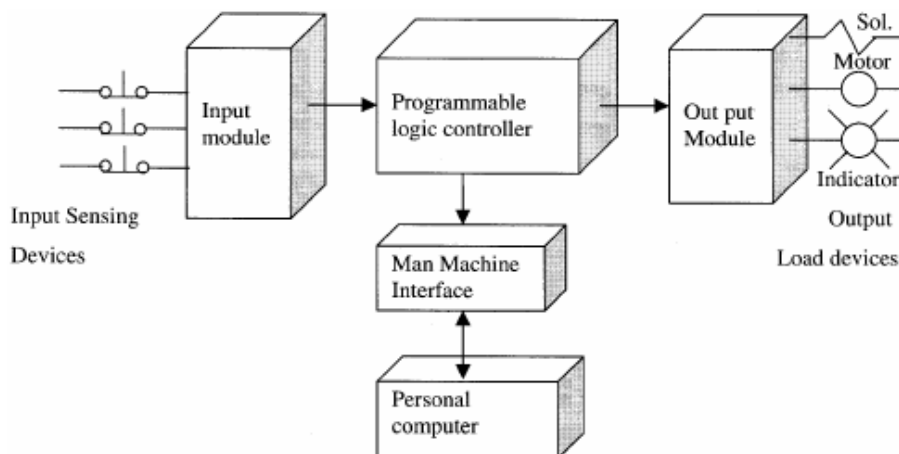 Input
module
Programmable
logic controller
Out put
Module
Sol.
Motor
Indicator
Input Sensing
Devices
Output
Load devices
Man Machine
Interface
Personal
computer